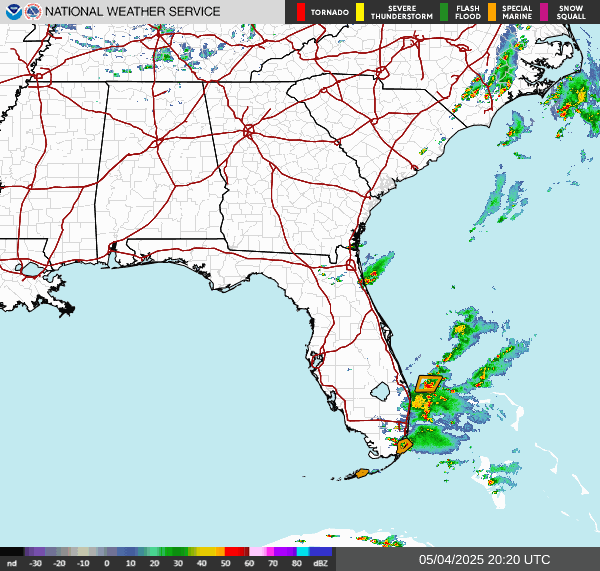 NATIONAL WEATHER SERVICE
TORNADO
SEVERE THUNDERSTORM
FLASH FLOOD
SPECIAL MARINE
SNOW SQUALL
nd -30 -20 -10 0 10 20 30 40 50 60 70 80 dBZ
05/04/2025 20:20 UTC